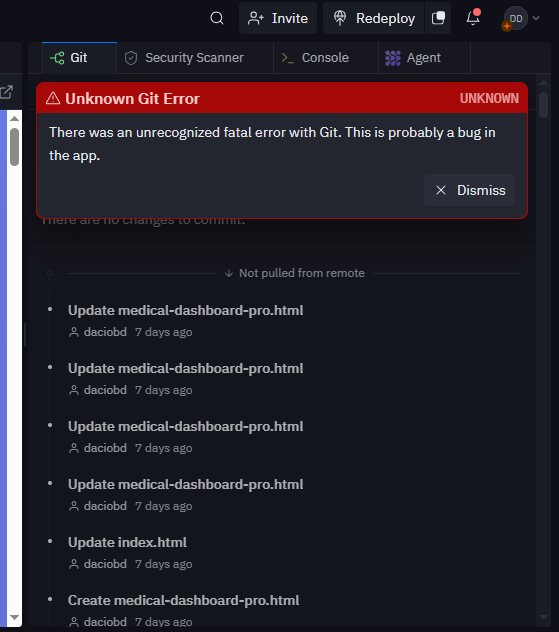 Invite
Redeploy
DD
Git
Security Scanner
Console
Agent
Unknown Git Error
UNKNOWN
There was an unrecognized fatal error with Git. This is probably a bug in
the app.
Dismiss
There are no changes to commit.
Not pulled from remote
Update medical-dashboard-pro.html
daciobd 7 days ago
Update medical-dashboard-pro.html
daciobd 7 days ago
Update medical-dashboard-pro.html
daciobd 7 days ago
Update medical-dashboard-pro.html
daciobd 7 days ago
Update index.html
daciobd 7 days ago
Create medical-dashboard-pro.html
daciobd 7 days ago